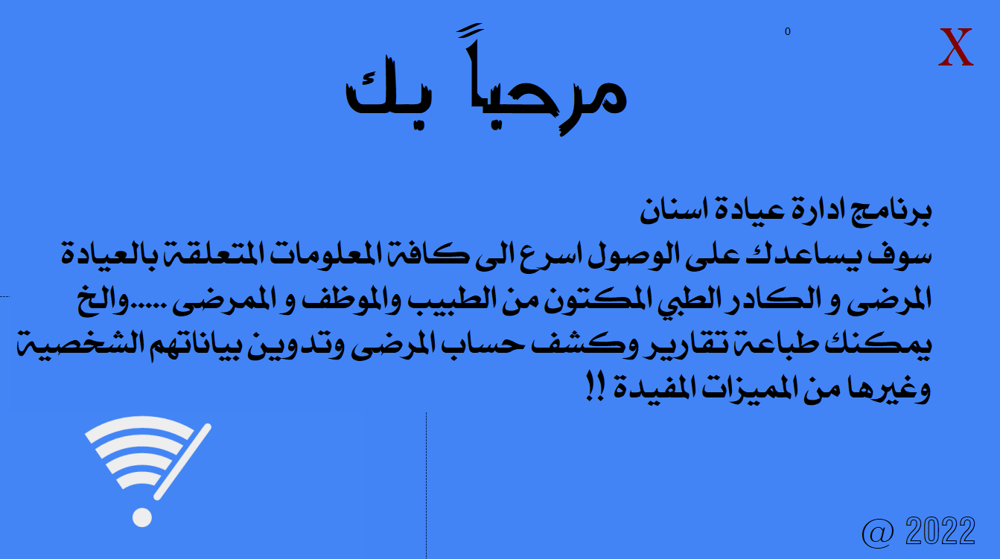 X
0
مرحباً بك
برنامج ادارة عيادة اسنان
سوف يساعدك على الوصول اسرع الى كافة المعلومات المتعلقة بالعيادة
المرضى و الكادر الطبي المكتون من الطبيب والموظف و الممرضى .....والخ
يمكنك طباعة تقارير وكشف حساب المرضى وتدوين بياناتهم الشخصية
وغيرها من المميزات المفيدة !!
@ 2022